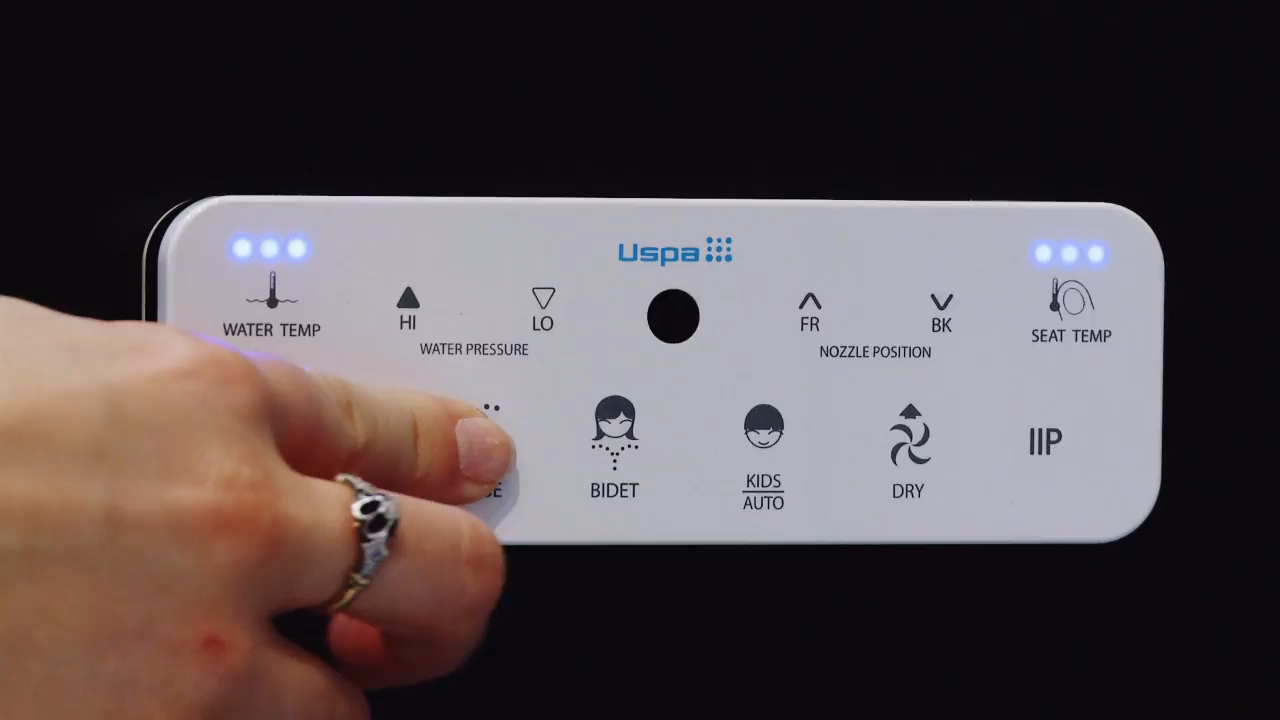 Uspa
WATER TEMP
HI
LO
WATER PRESSURE
FR
BK
NOZZLE POSITION
SEAT TEMP
BIDET
KIDS
AUTO
DRY